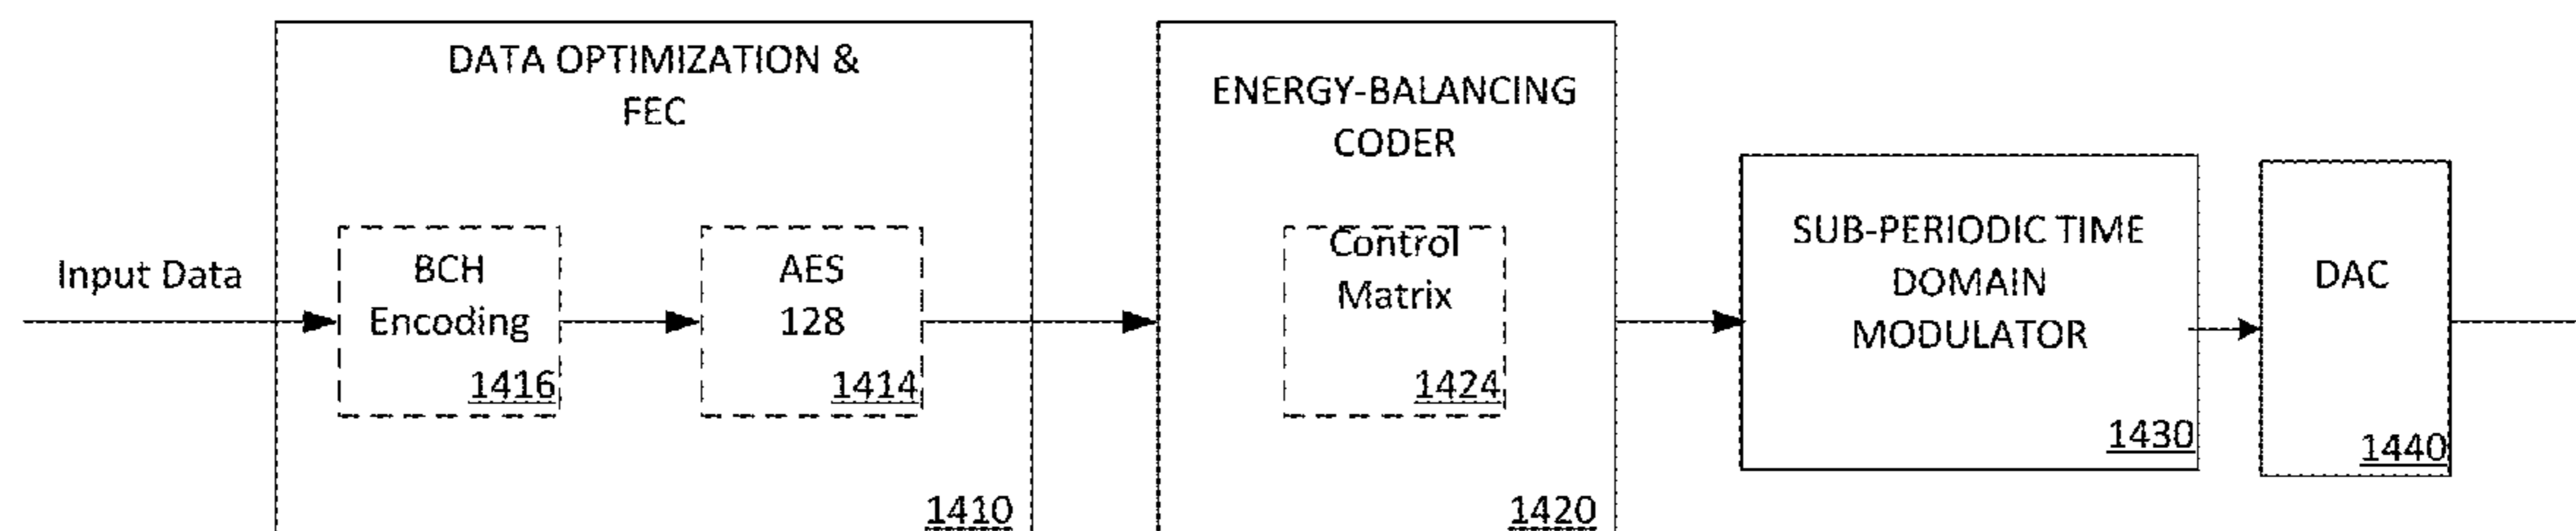 DATA OPTIMIZATION &
FEC
Input Data
BCH
Encoding
1416
AES
128
1414
1410
ENERGY-BALANCING
CODER
Control
Matrix
1424
1420
SUB-PERIODIC TIME
DOMAIN
MODULATOR
1430
DAC
1440